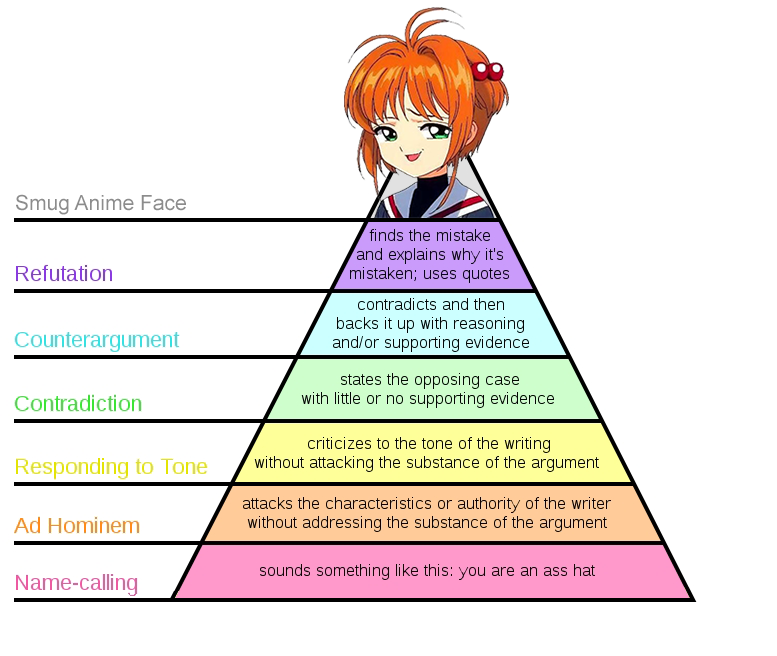 Smug Anime Face
finds the mistake
and explains why it's
mistaken; uses quotes
Refutation
contradicts and then
backs it up with reasoning
and/or supporting evidence
Counterargument
states the opposing case
with little or no supporting evidence
Contradiction
criticizes to the tone of the writing
without attacking the substance of the argument
Responding to Tone
attacks the characteristics or authority of the writer
without addressing the substance of the argument
Ad Hominem
sounds something like this: you are an ass hat
Name-calling